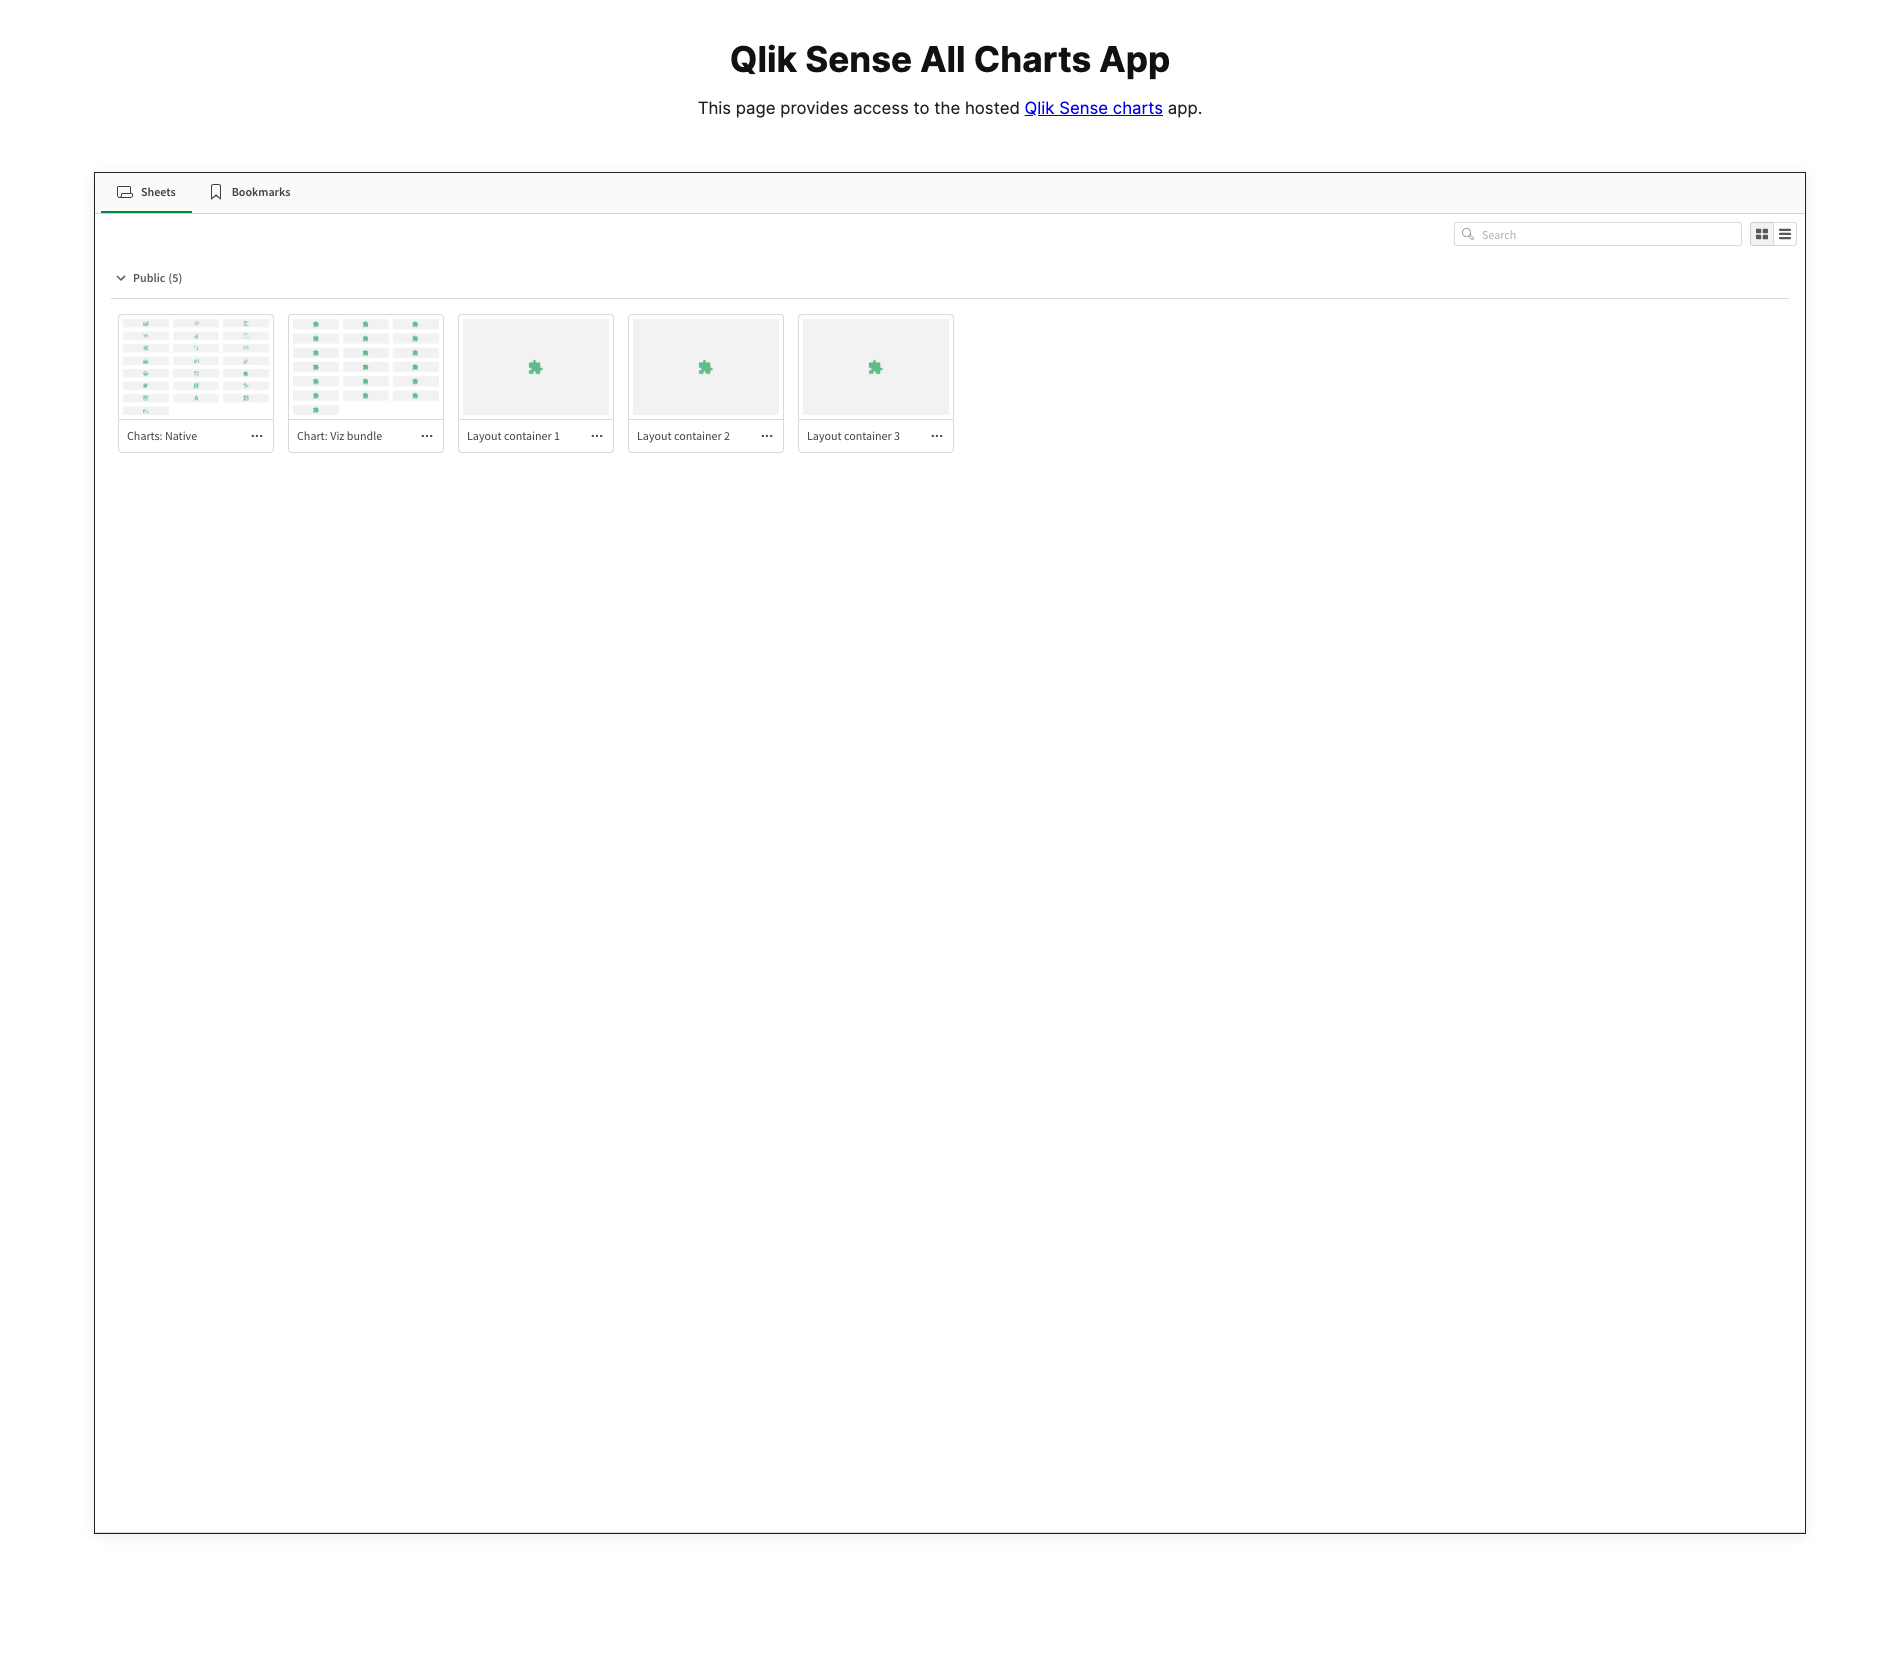 Qlik Sense All Charts App
This page provides access to the hosted Qlik Sense charts app.
Sheets
Bookmarks
Search
Public (5)
Charts: Native
Chart: Viz bundle
Layout container 1
Layout container 2
Layout container 3